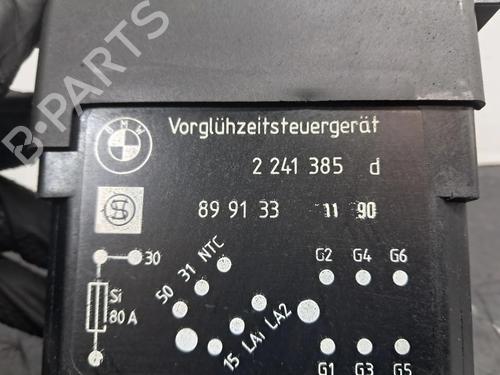 BMW
Vorglühzeitsteuergerät
2 241 385 d
S
89 91 33 11 90
30
Si
80 A
50 31 NTC
15 LA1 LA2
G2 G4 G6
G1 G3 G5
B-PARTS